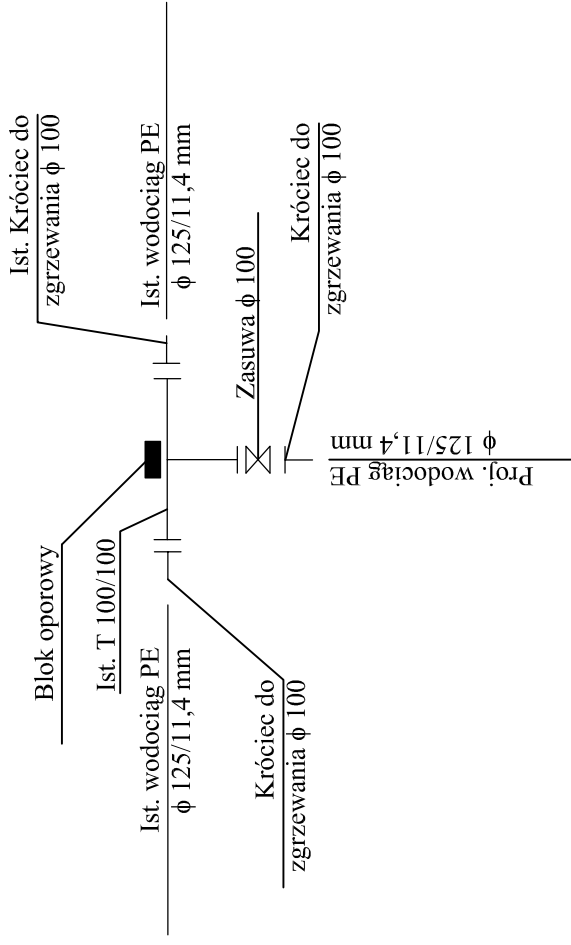 Ist. Króciec do
zgrzewania ϕ 100
Ist. wodociąg PE
ϕ 125/11,4 mm
Zasuwa ϕ 100
Króciec do
zgrzewania ϕ 100
Blok oporowy
Ist. T 100/100
Ist. wodociąg PE
ϕ 125/11,4 mm
Króciec do
zgrzewania ϕ 100
Proj. wodociąg PE
ϕ 125/11,4 mm